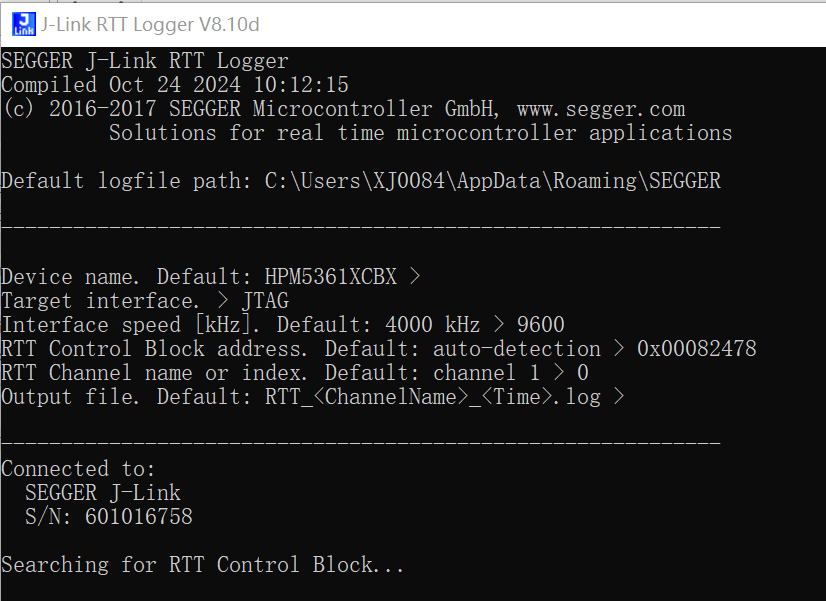 J-Link RTT Logger V8.10d
SEGGER J-Link RTT Logger
Compiled Oct 24 2024 10:12:15
(c) 2016-2017 SEGGER Microcontroller GmbH, www.segger.com
         Solutions for real time microcontroller applications
Default logfile path: C:\Users\XJ0084\AppData\Roaming\SEGGER
------------------------------------------------------------
Device name. Default: HPM5361XCBX >
Target interface. > JTAG
Interface speed [kHz]. Default: 4000 kHz > 9600
RTT Control Block address. Default: auto-detection > 0x00082478
RTT Channel name or index. Default: channel 1 > 0
Output file. Default: RTT_<ChannelName>_<Time>.log >
------------------------------------------------------------
Connected to:
  SEGGER J-Link
  S/N: 601016758
Searching for RTT Control Block...